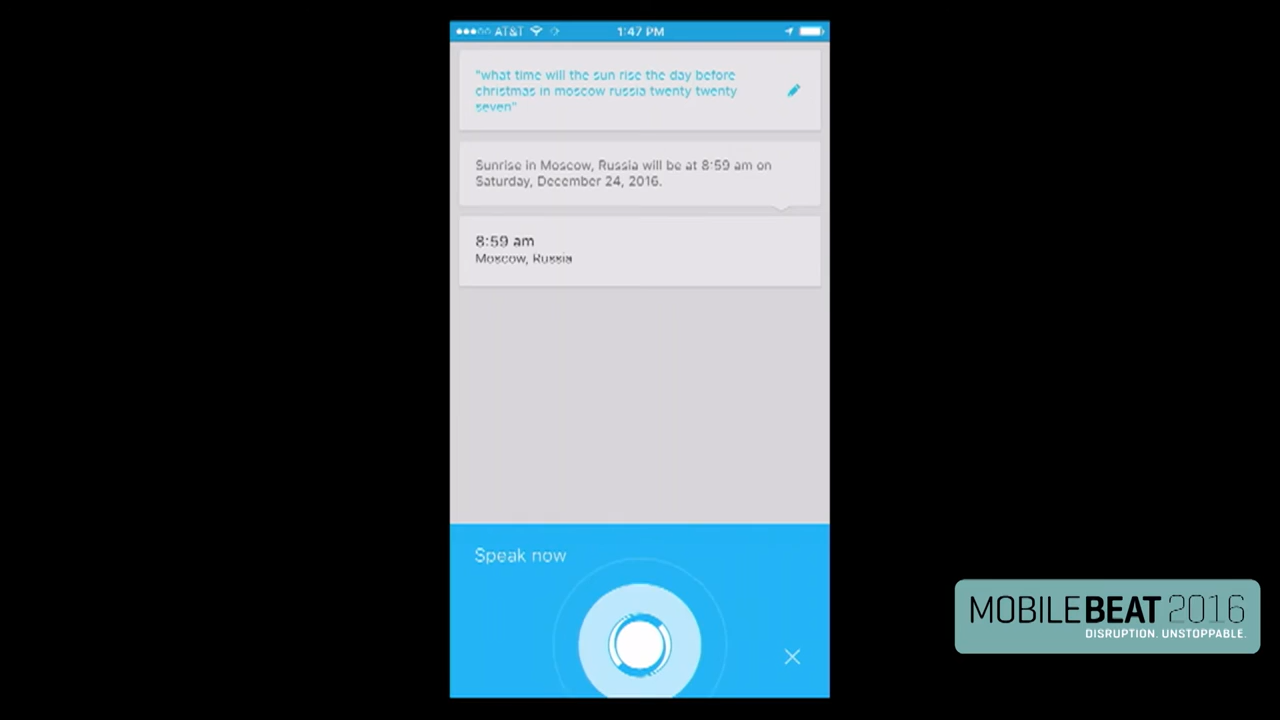 AT&T 1:47 PM
"what time will the sun rise the day before
christmas in moscow russia twenty twenty
seven"
Sunrise in Moscow, Russia will be at 8:59 am on
Saturday, December 24, 2016.
8:59 am
Moscow, Russia
Speak now
MOBILEBEAT 2016
DISRUPTION. UNSTOPPABLE.